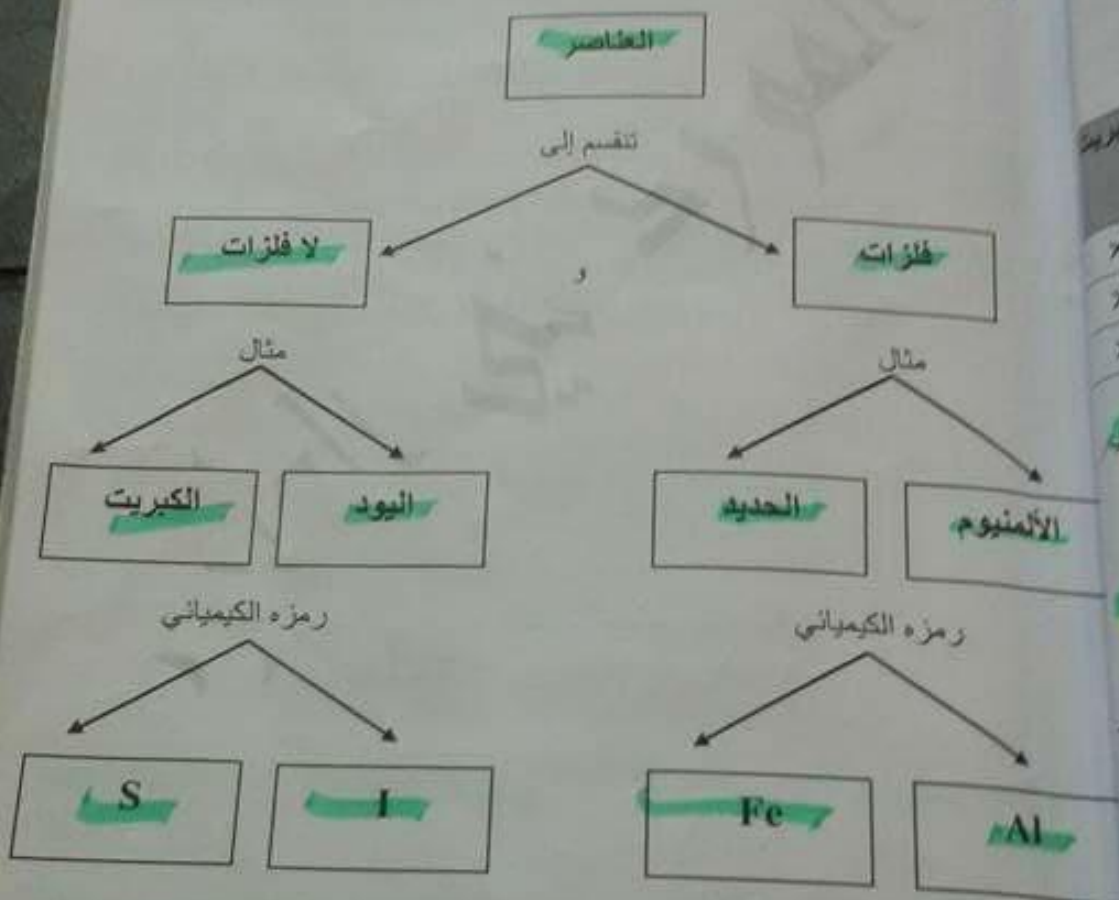 العناصر
تنقسم إلى
فلزات
و
لا فلزات
مثال
مثال
الألمنيوم
الحديد
اليود
الكبريت
رمزه الكيميائي
رمزه الكيميائي
Al
Fe
I
S